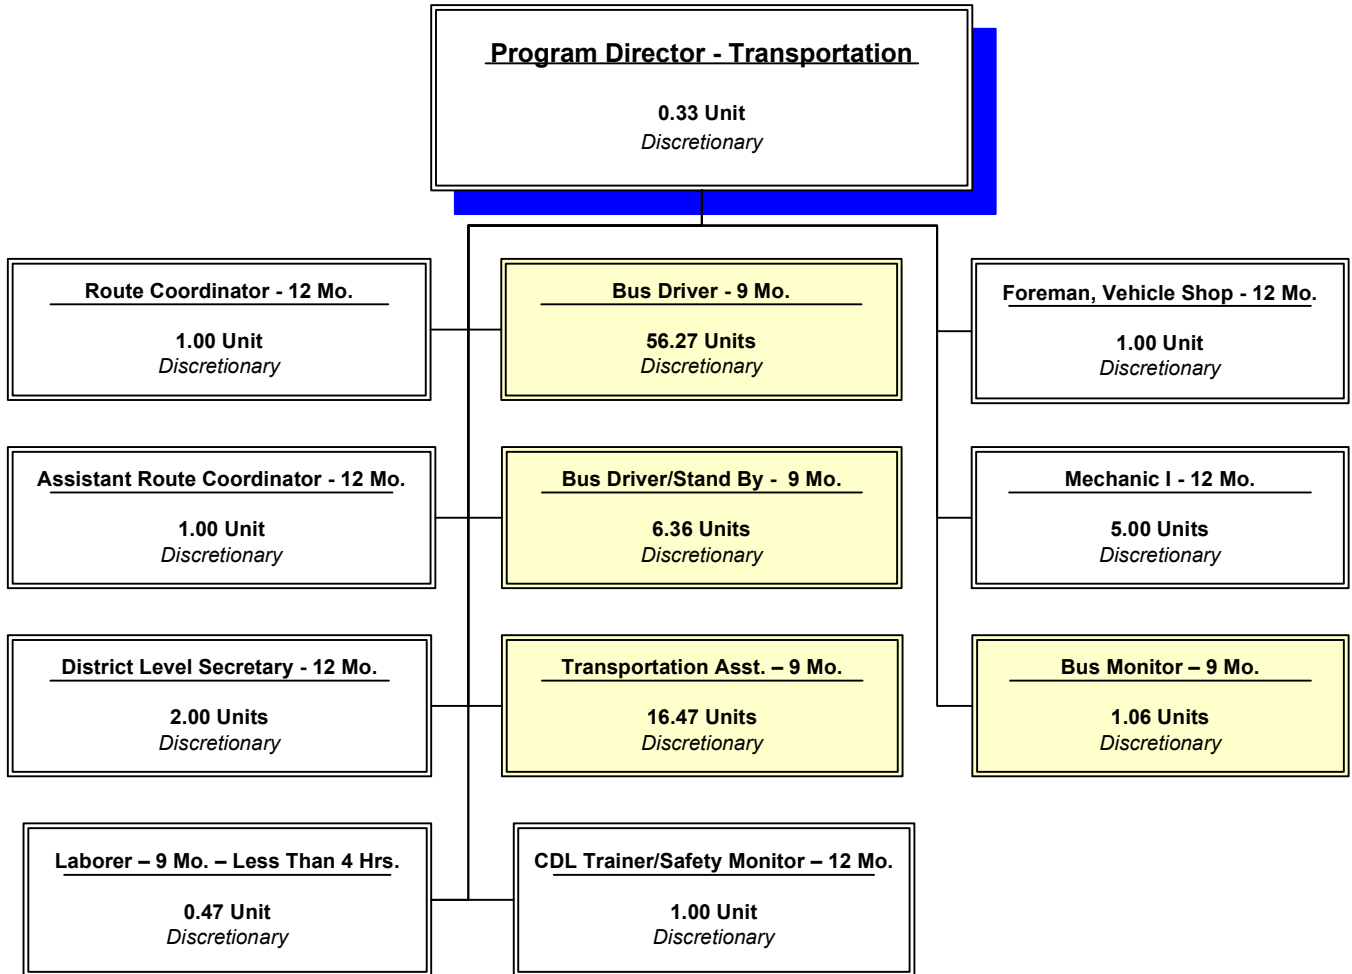 Program Director - Transportation
0.33 Unit
Discretionary
Route Coordinator - 12 Mo.
1.00 Unit
Discretionary
Bus Driver - 9 Mo.
56.27 Units
Discretionary
Foreman, Vehicle Shop - 12 Mo.
1.00 Unit
Discretionary
Assistant Route Coordinator - 12 Mo.
1.00 Unit
Discretionary
Bus Driver/Stand By - 9 Mo.
6.36 Units
Discretionary
Mechanic I - 12 Mo.
5.00 Units
Discretionary
District Level Secretary - 12 Mo.
2.00 Units
Discretionary
Transportation Asst. – 9 Mo.
16.47 Units
Discretionary
Bus Monitor – 9 Mo.
1.06 Units
Discretionary
Laborer – 9 Mo. – Less Than 4 Hrs.
0.47 Unit
Discretionary
CDL Trainer/Safety Monitor – 12 Mo.
1.00 Unit
Discretionary